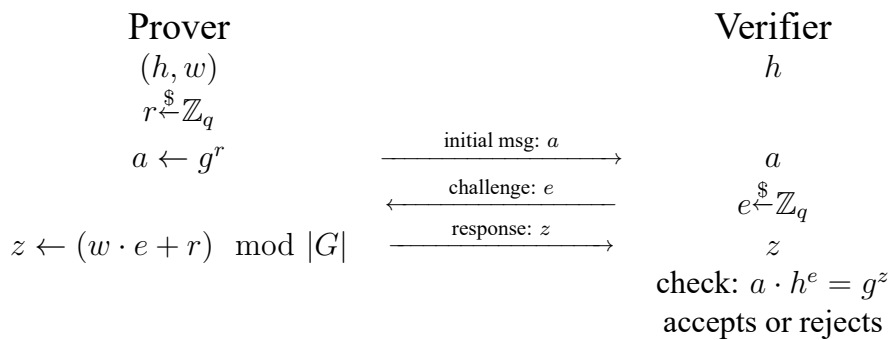 Prover Verifier
(h, w) h
r ←$ ℤ_q
a ← g^r initial msg: a a
challenge: e e ←$ ℤ_q
z ← (w · e + r) mod |G| response: z z
check: a · h^e = g^z
accepts or rejects